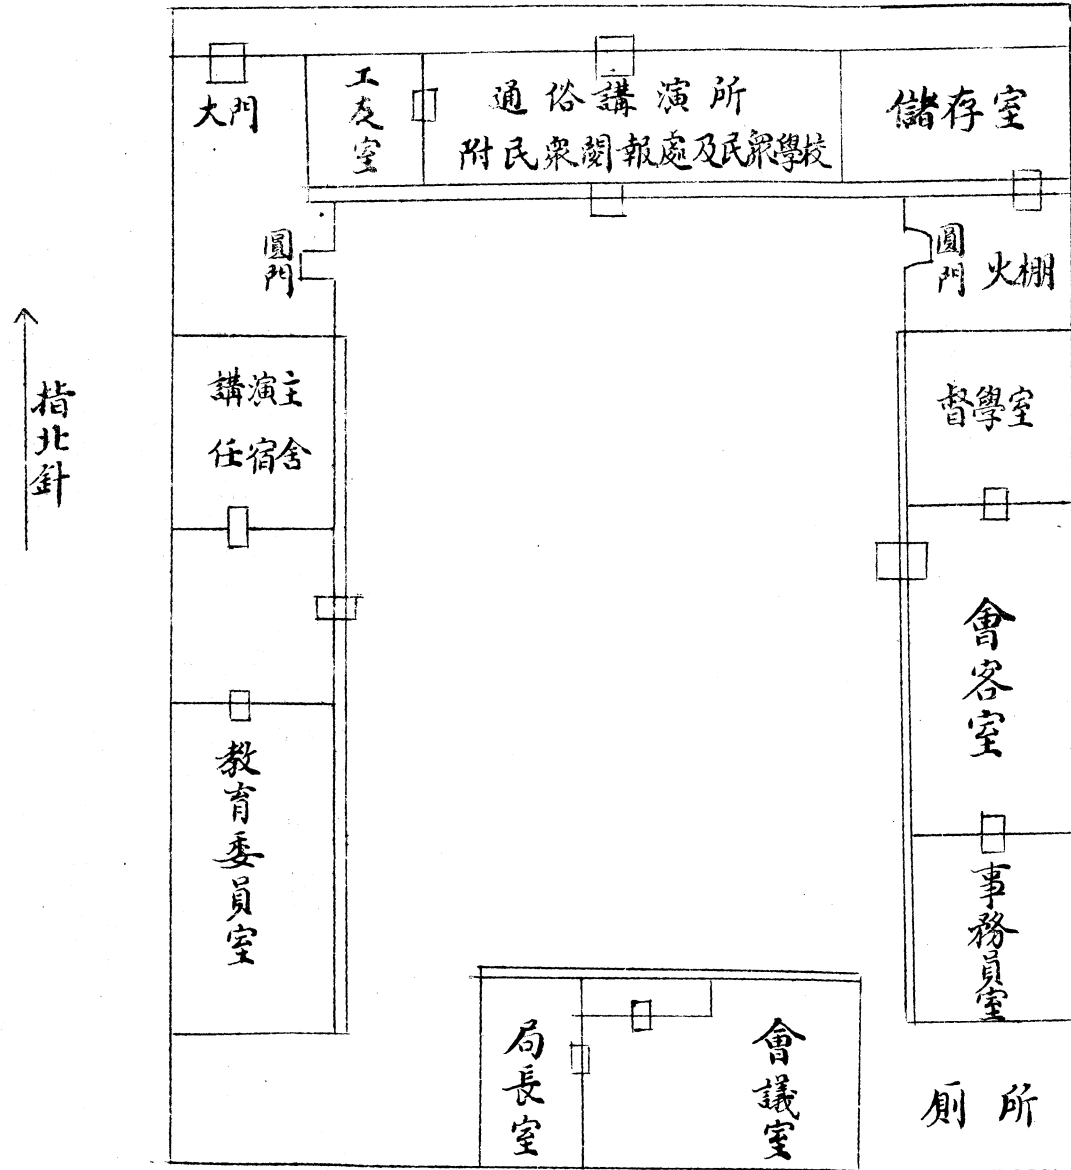 大門
工友室
通俗講演所
附民衆閱報處及民衆學校
儲存室
圓門
圓門
火棚
指北針
講演主
任宿舍
督學室
會客室
教育委員室
事務員室
局長室
會議室
厠所